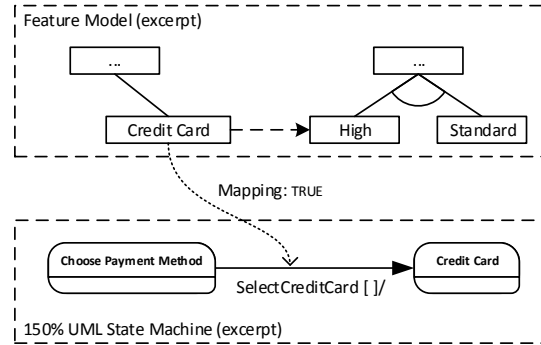 Feature Model (excerpt)
...
...
Credit Card
High
Standard
Mapping: TRUE
Choose Payment Method
Credit Card
SelectCreditCard [ ]/
150% UML State Machine (excerpt)